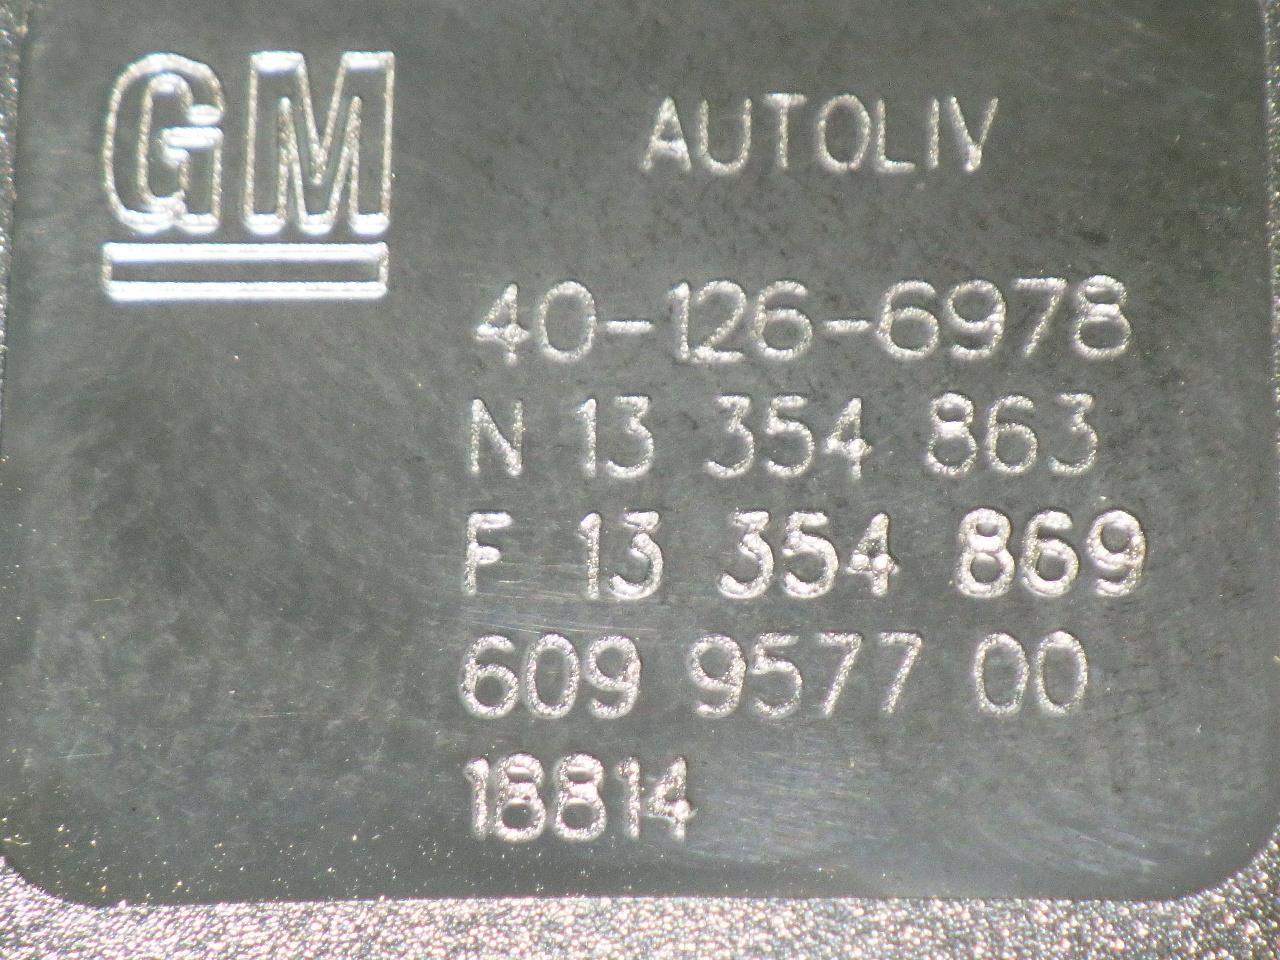 GM
AUTOLIV
40-126-6978
N 13 354 863
F 13 354 869
609 9577 00
18814